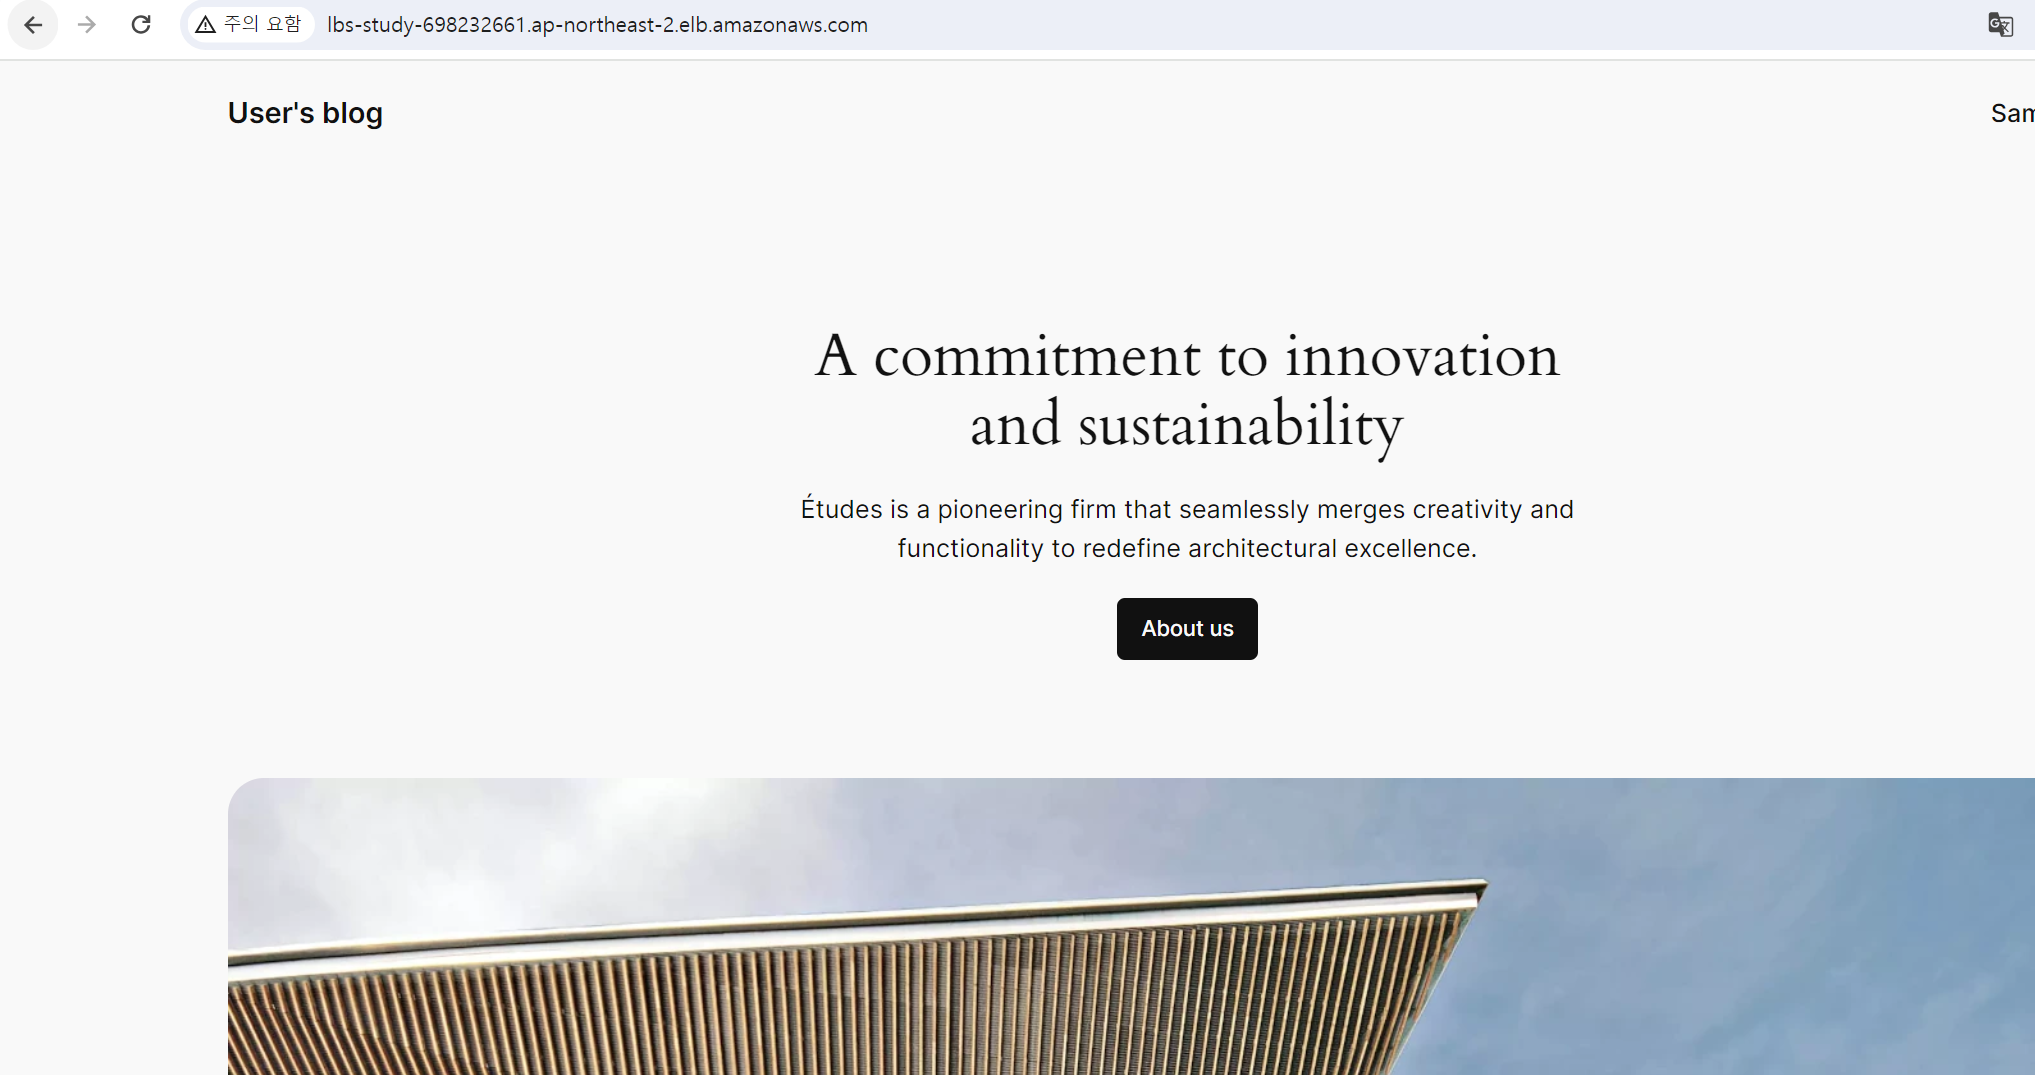 주의 요함 lbs-study-698232661.ap-northeast-2.elb.amazonaws.com
User's blog
Sam
A commitment to innovation
and sustainability
Études is a pioneering firm that seamlessly merges creativity and
functionality to redefine architectural excellence.
About us